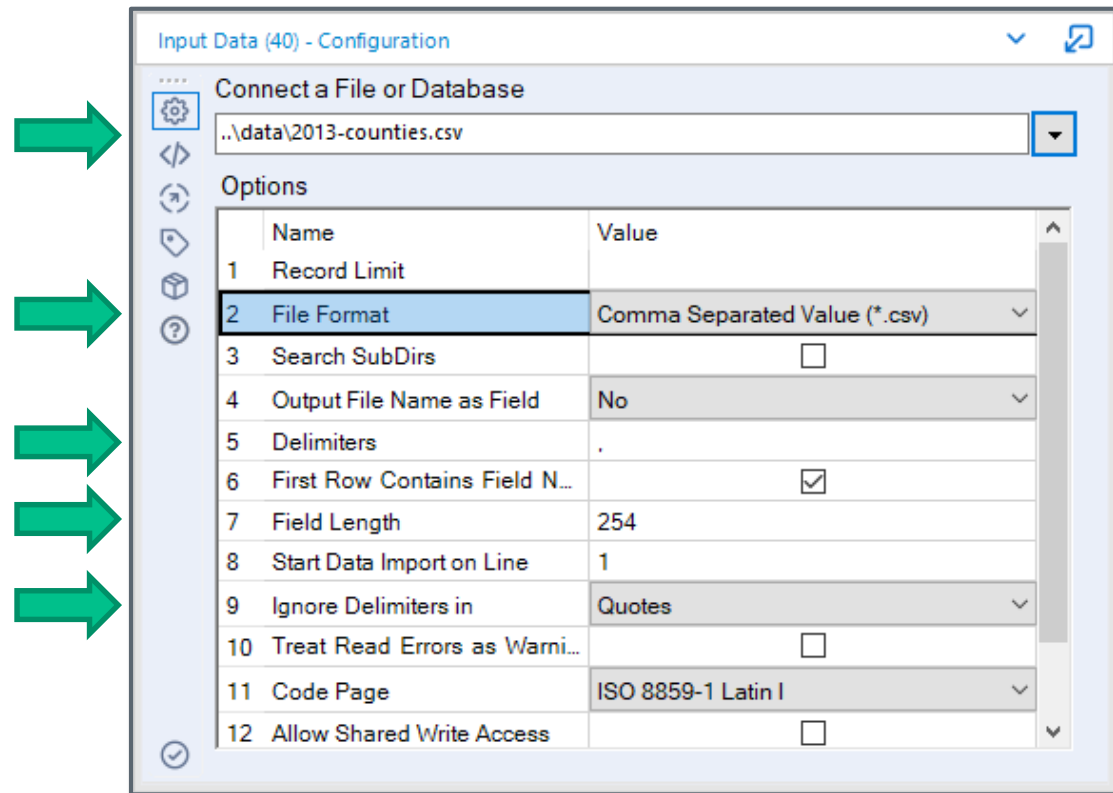 Input Data (40) - Configuration
Connect a File or Database
..\data\2013-counties.csv
Options
Name Value
1 Record Limit
2 File Format Comma Separated Value (*.csv)
3 Search SubDirs
4 Output File Name as Field No
5 Delimiters ,
6 First Row Contains Field N...
7 Field Length 254
8 Start Data Import on Line 1
9 Ignore Delimiters in Quotes
10 Treat Read Errors as Warni...
11 Code Page ISO 8859-1 Latin I
12 Allow Shared Write Access